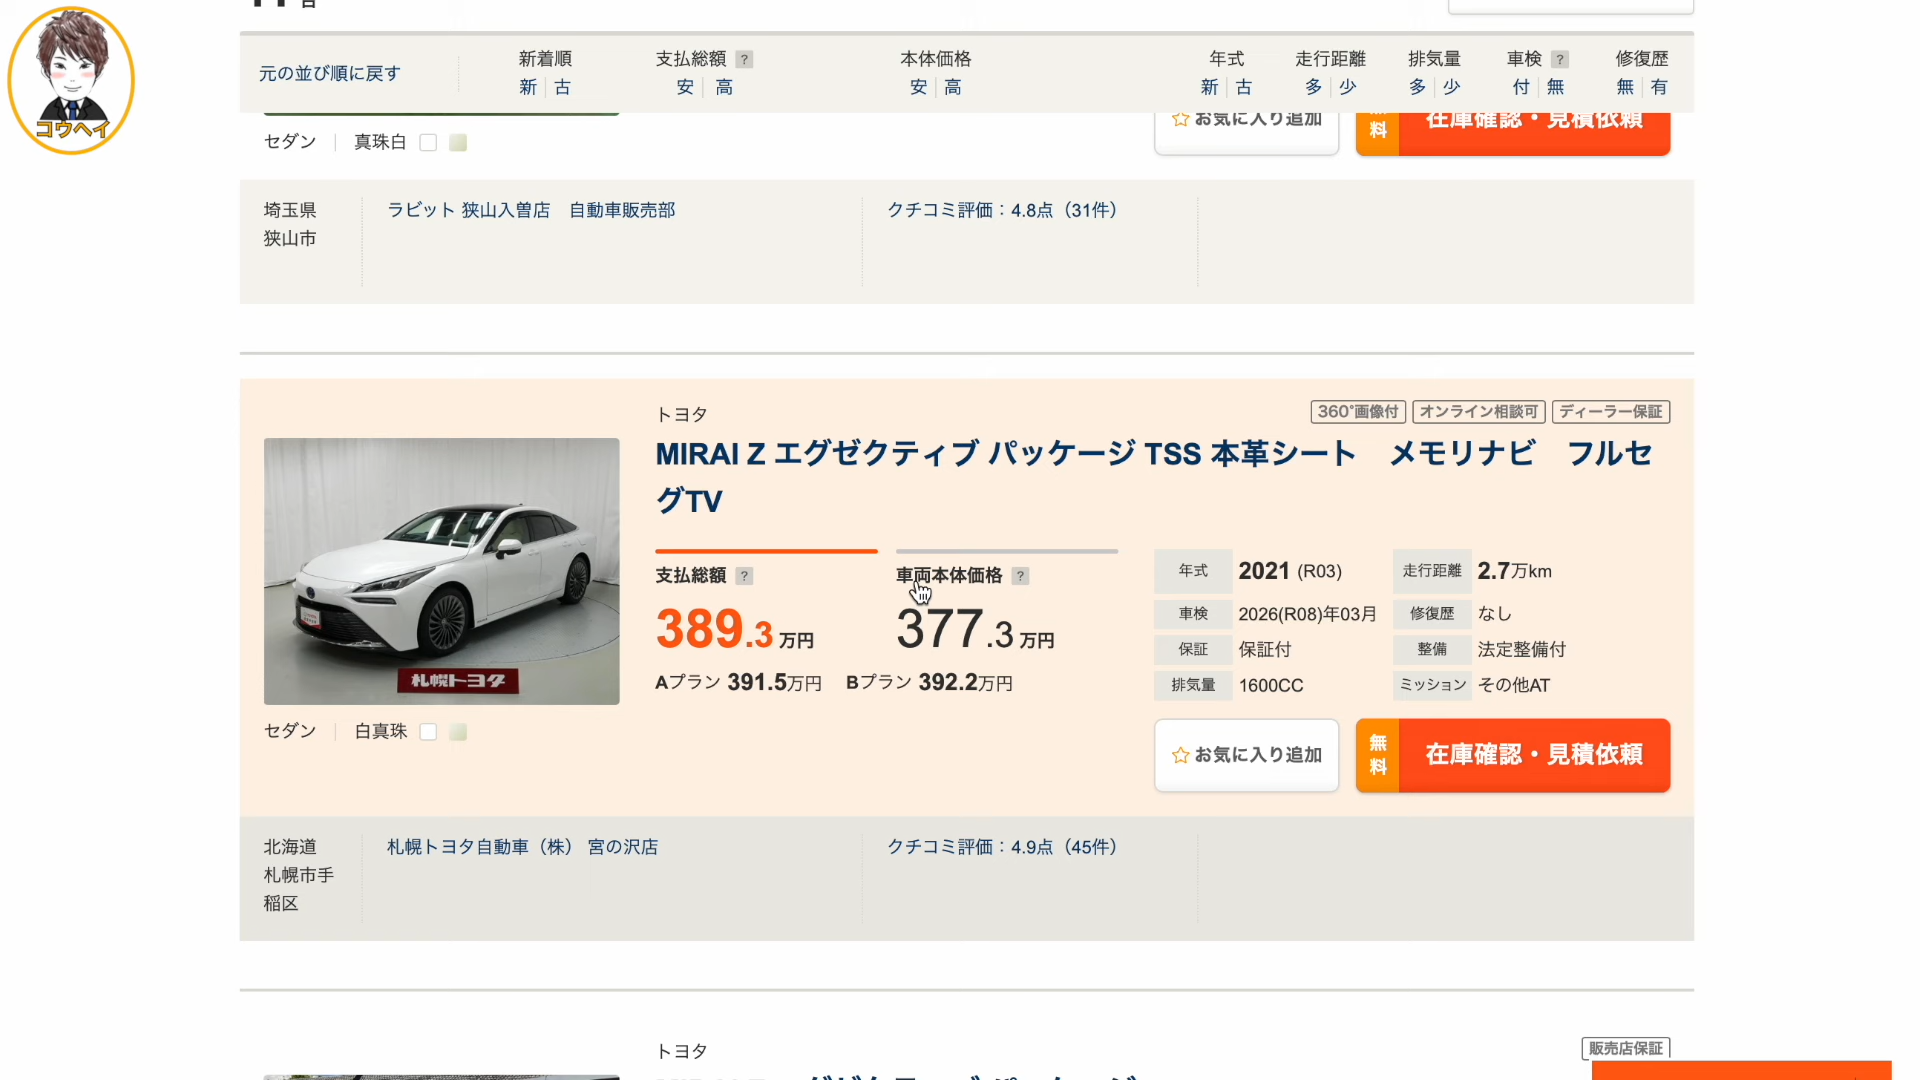 コウヘイ
元の並び順に戻す
新着順
新 古
支払総額 ?
安 高
本体価格
安 高
年式
新 古
走行距離
多 少
排気量
多 少
車検 ?
付 無
修復歴
無 有
セダン 真珠白
お気に入り追加
無料 在庫確認・見積依頼
埼玉県
狭山市
ラビット 狭山入曽店 自動車販売部
クチコミ評価：4.8点（31件）
トヨタ
360°画像付 オンライン相談可 ディーラー保証
MIRAI Z エグゼクティブ パッケージ TSS 本革シート メモリナビ フルセ
グTV
支払総額 ?
389.3万円
車両本体価格 ?
377.3万円
Aプラン 391.5万円 Bプラン 392.2万円
年式 2021 (R03) 走行距離 2.7万km
車検 2026(R08)年03月 修復歴 なし
保証 保証付 整備 法定整備付
排気量 1600CC ミッション その他AT
札幌トヨタ
セダン 白真珠
お気に入り追加
無料 在庫確認・見積依頼
北海道
札幌市手
稲区
札幌トヨタ自動車（株） 宮の沢店
クチコミ評価：4.9点（45件）
トヨタ
販売店保証